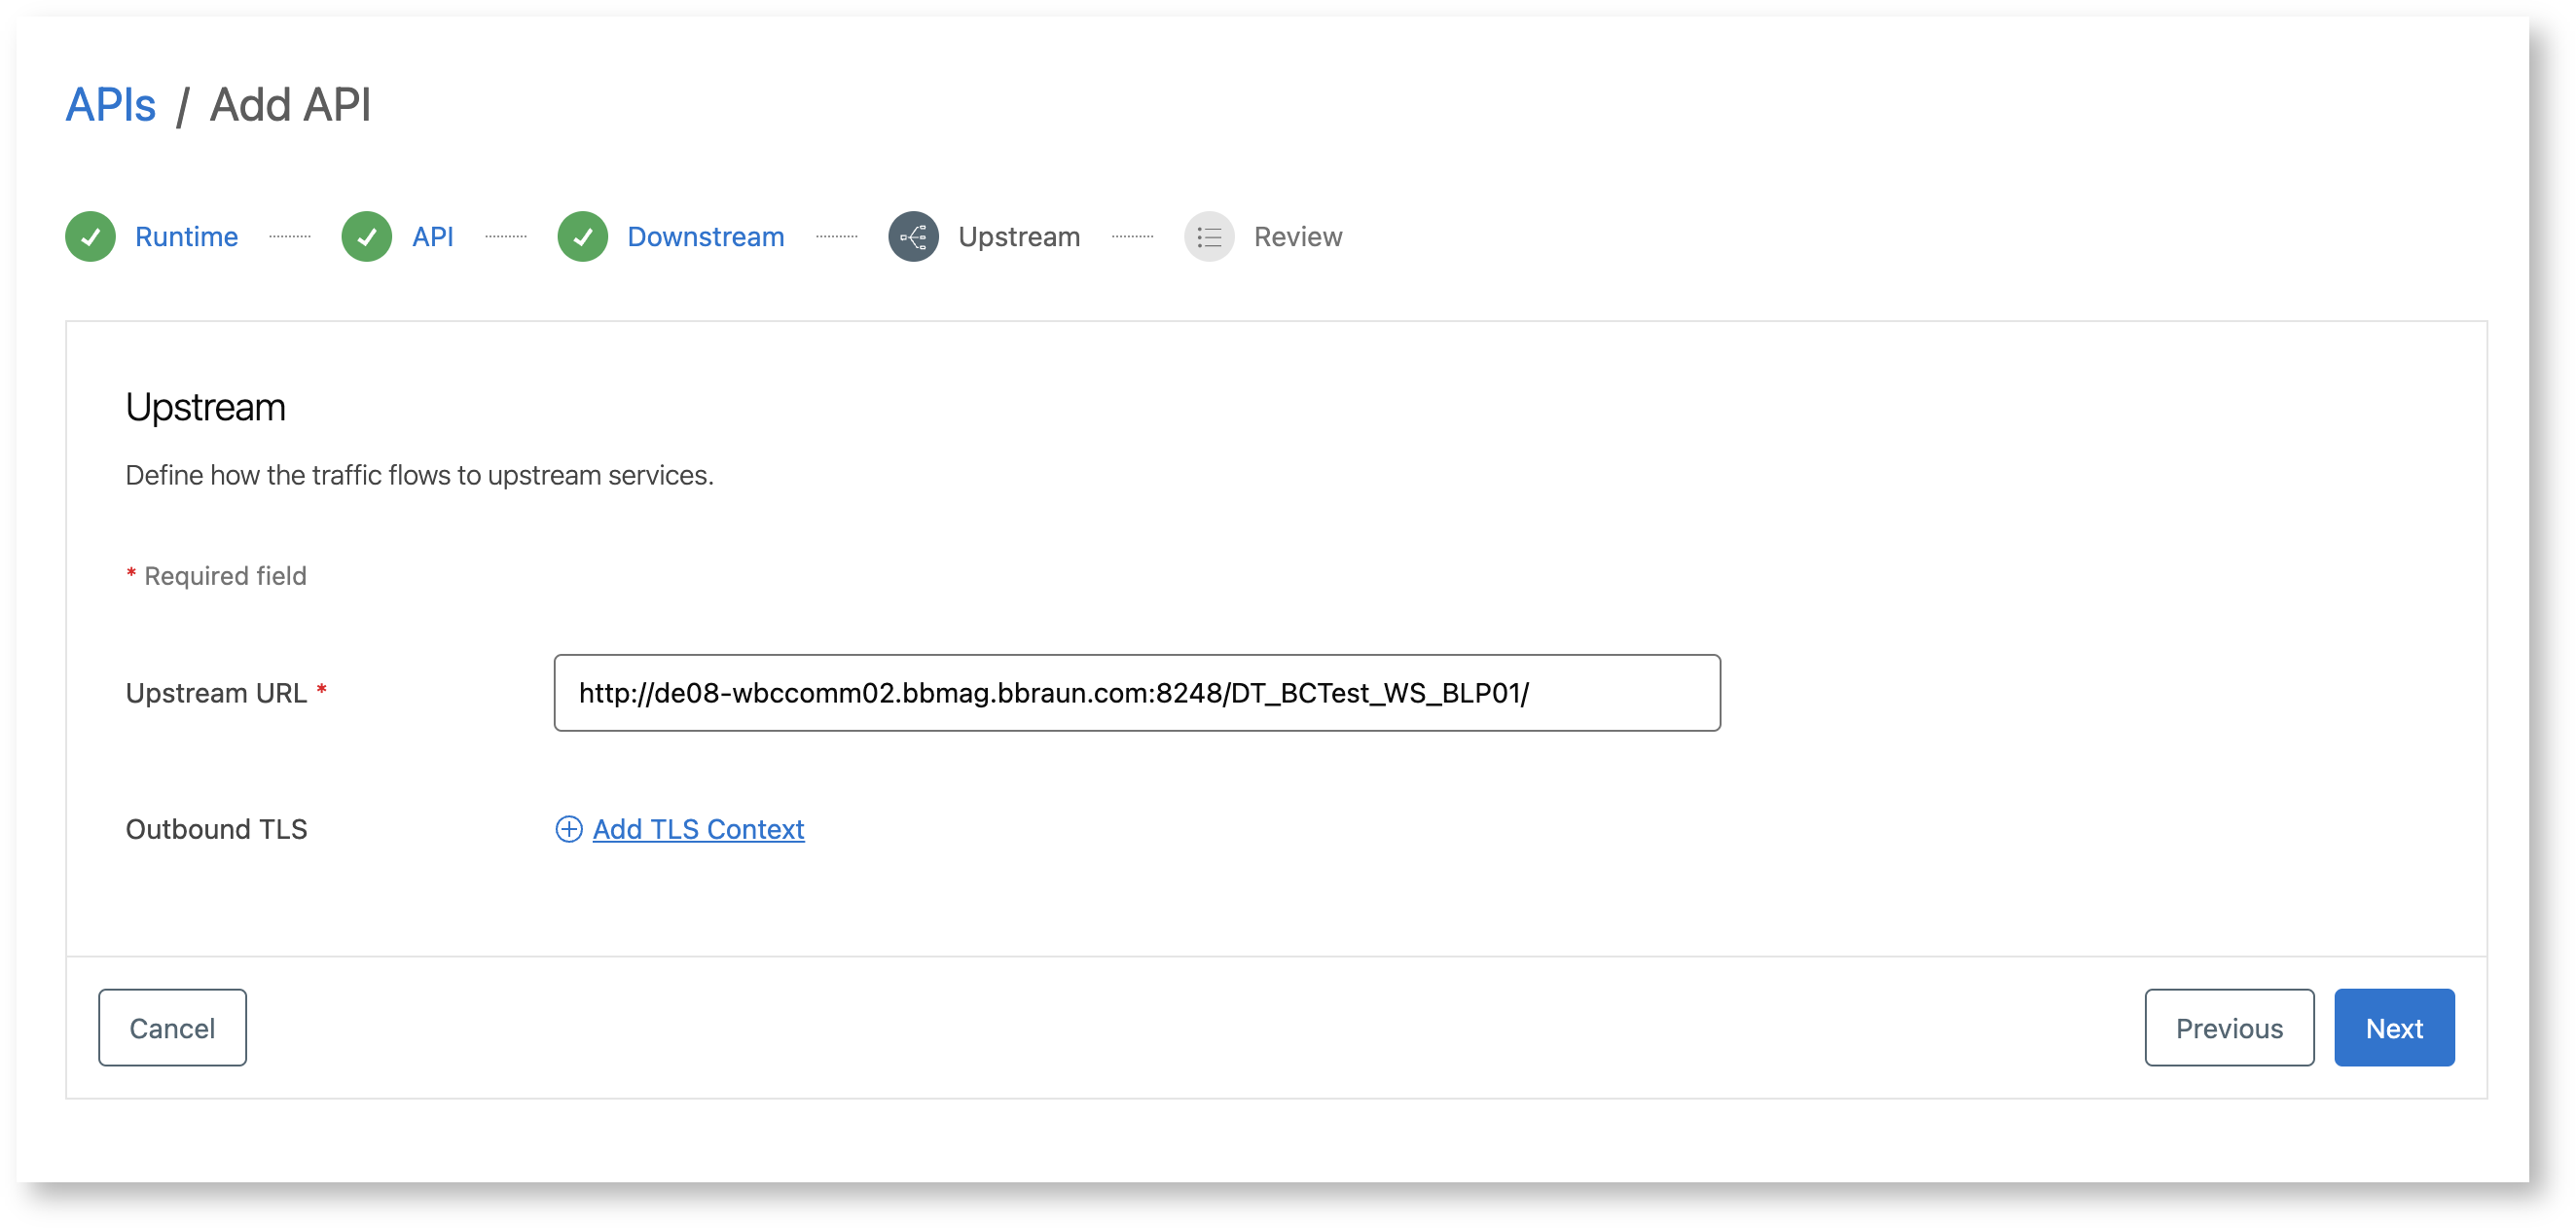 APIs / Add API
Runtime API Downstream Upstream Review
Upstream
Define how the traffic flows to upstream services.
* Required field
Upstream URL * http://de08-wbccomm02.bbmag.bbraun.com:8248/DT_BCTest_WS_BLP01/
Outbound TLS Add TLS Context
Cancel Previous Next